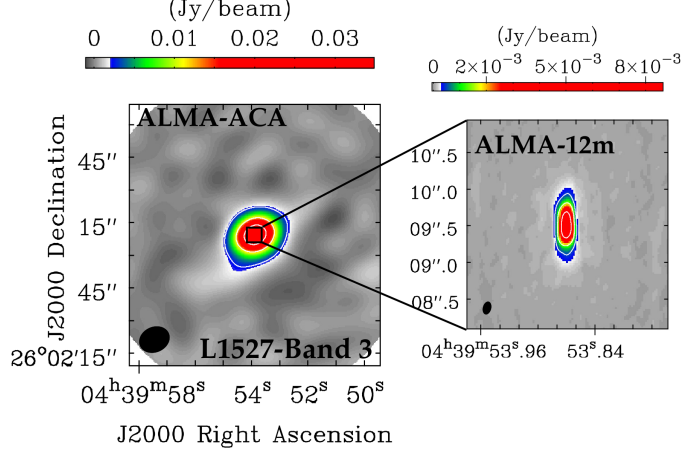 (Jy/beam)
0 0.01 0.02 0.03
(Jy/beam)
0 2×10⁻³ 5×10⁻³ 8×10⁻³
ALMA-ACA
45″
15″
45″
26°02′15″
J2000 Declination
L1527-Band 3
04ʰ39ᵐ58ˢ 54ˢ 52ˢ 50ˢ
J2000 Right Ascension
ALMA-12m
10″.5
10″.0
09″.5
09″.0
08″.5
04ʰ39ᵐ53ˢ.96 53ˢ.84